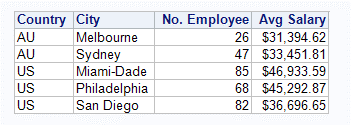 Country City No. Employee Avg Salary
AU Melbourne 26 $31,394.62
AU Sydney 47 $33,451.81
US Miami-Dade 85 $46,933.59
US Philadelphia 68 $45,292.87
US San Diego 82 $36,696.65